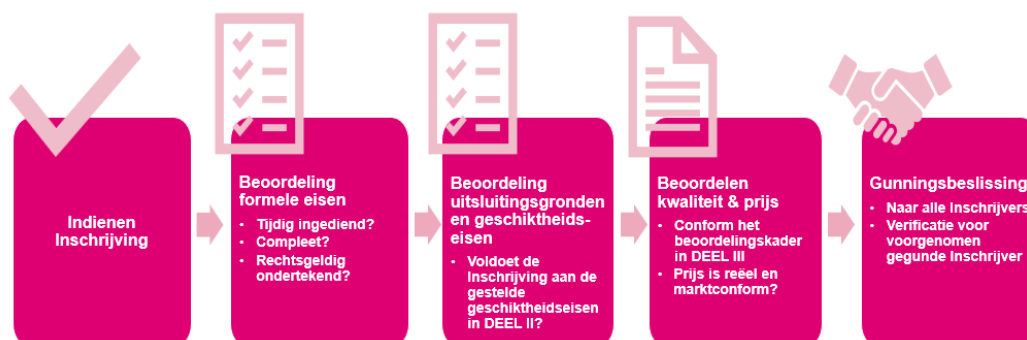 Indienen
Inschrijving
Beoordeling
formele eisen
• Tijdig ingediend?
• Compleet?
• Rechtsgeldig
ondertekend?
Beoordeling
uitsluitingsgronden
en geschiktheids-
eisen
• Voldoet de
Inschrijving aan de
gestelde
geschiktheidseisen
in DEEL II?
Beoordelen
kwaliteit & prijs
• Conform het
beoordelingskader
in DEEL III
• Prijs is reëel en
marktconform?
Gunningsbeslissing
• Naar alle Inschrijvers
• Verificatie voor
voorgenomen
gegunde Inschrijver